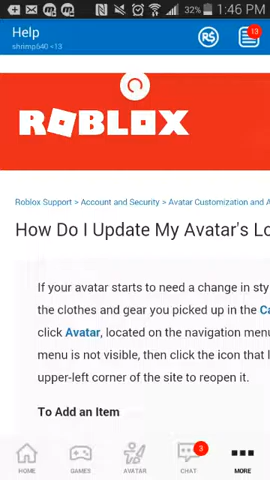 32% 1:46 PM
Help
shrimp640 <13
R$
13
ROBLOX
Roblox Support > Account and Security > Avatar Customization and A
How Do I Update My Avatar's Lo
If your avatar starts to need a change in sty
the clothes and gear you picked up in the Ca
click Avatar, located on the navigation menu
menu is not visible, then click the icon that l
upper-left corner of the site to reopen it.
To Add an Item
3
HOME GAMES AVATAR CHAT MORE